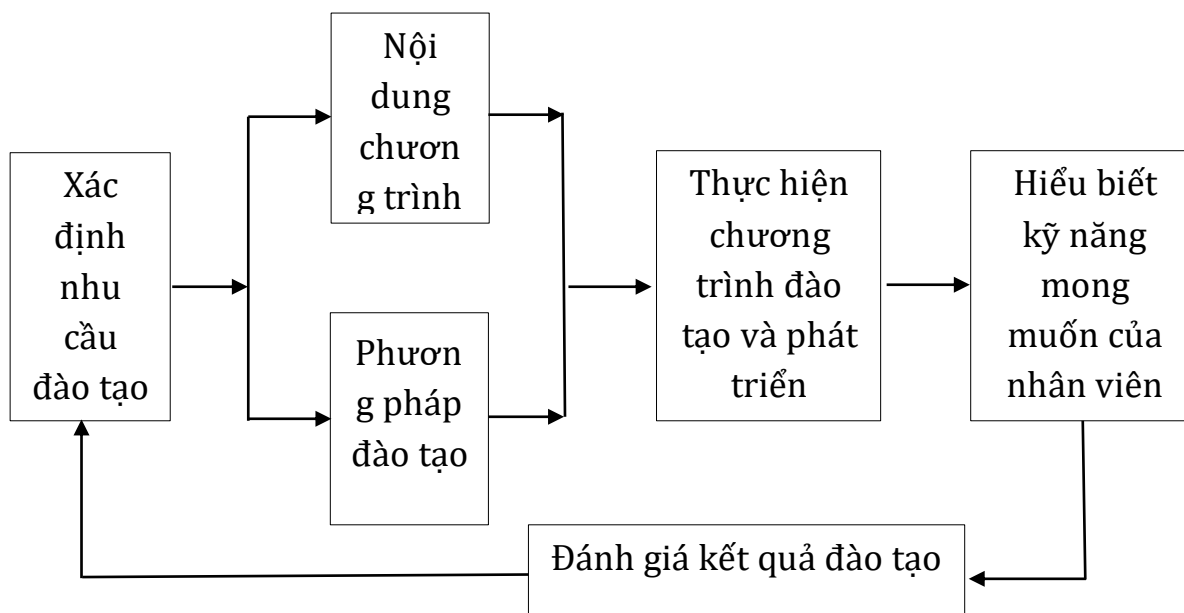 Xác
định
nhu
cầu
đào tạo
Nội
dung
chươn
g trình
Phươn
g pháp
đào tạo
Thực hiện
chương
trình đào
tạo và phát
triển
Hiểu biết
kỹ năng
mong
muốn của
nhân viên
Đánh giá kết quả đào tạo